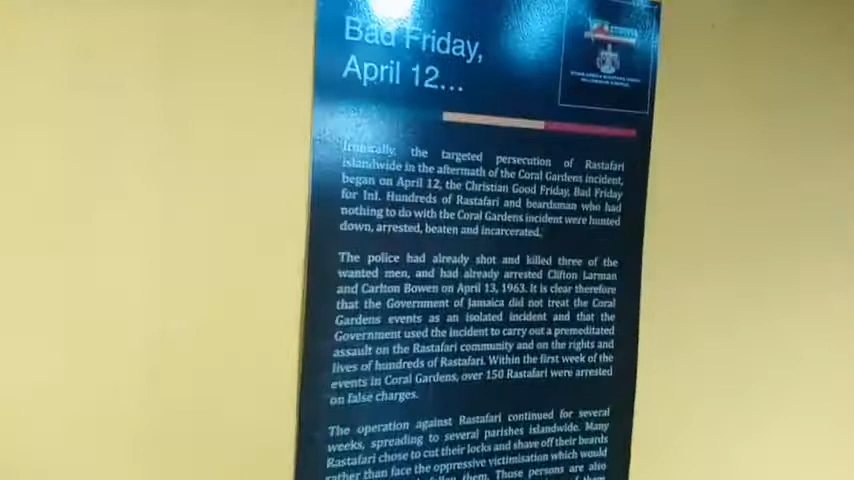 Bad Friday,
April 12...
Ironically, the targeted persecution of Rastafari
islandwide in the aftermath of the Coral Gardens incident,
began on April 12, the Christian Good Friday, Bad Friday
for InI. Hundreds of Rastafari and beardsman who had
nothing to do with the Coral Gardens incident were hunted
down, arrested, beaten and incarcerated.
The police had already shot and killed three of the
wanted men, and had already arrested Clifton Larman
and Carlton Bowen on April 13, 1963. It is clear therefore
that the Government of Jamaica did not treat the Coral
Gardens events as an isolated incident and that the
Government used the incident to carry out a premeditated
assault on the Rastafari community and on the rights and
lives of hundreds of Rastafari. Within the first week of the
events in Coral Gardens, over 150 Rastafari were arrested
on false charges.
The operation against Rastafari continued for several
weeks, spreading to several parishes islandwide. Many
Rastafari chose to cut their locks and shave off their beards
rather than face the oppressive victimisation which would
them. Those persons are also